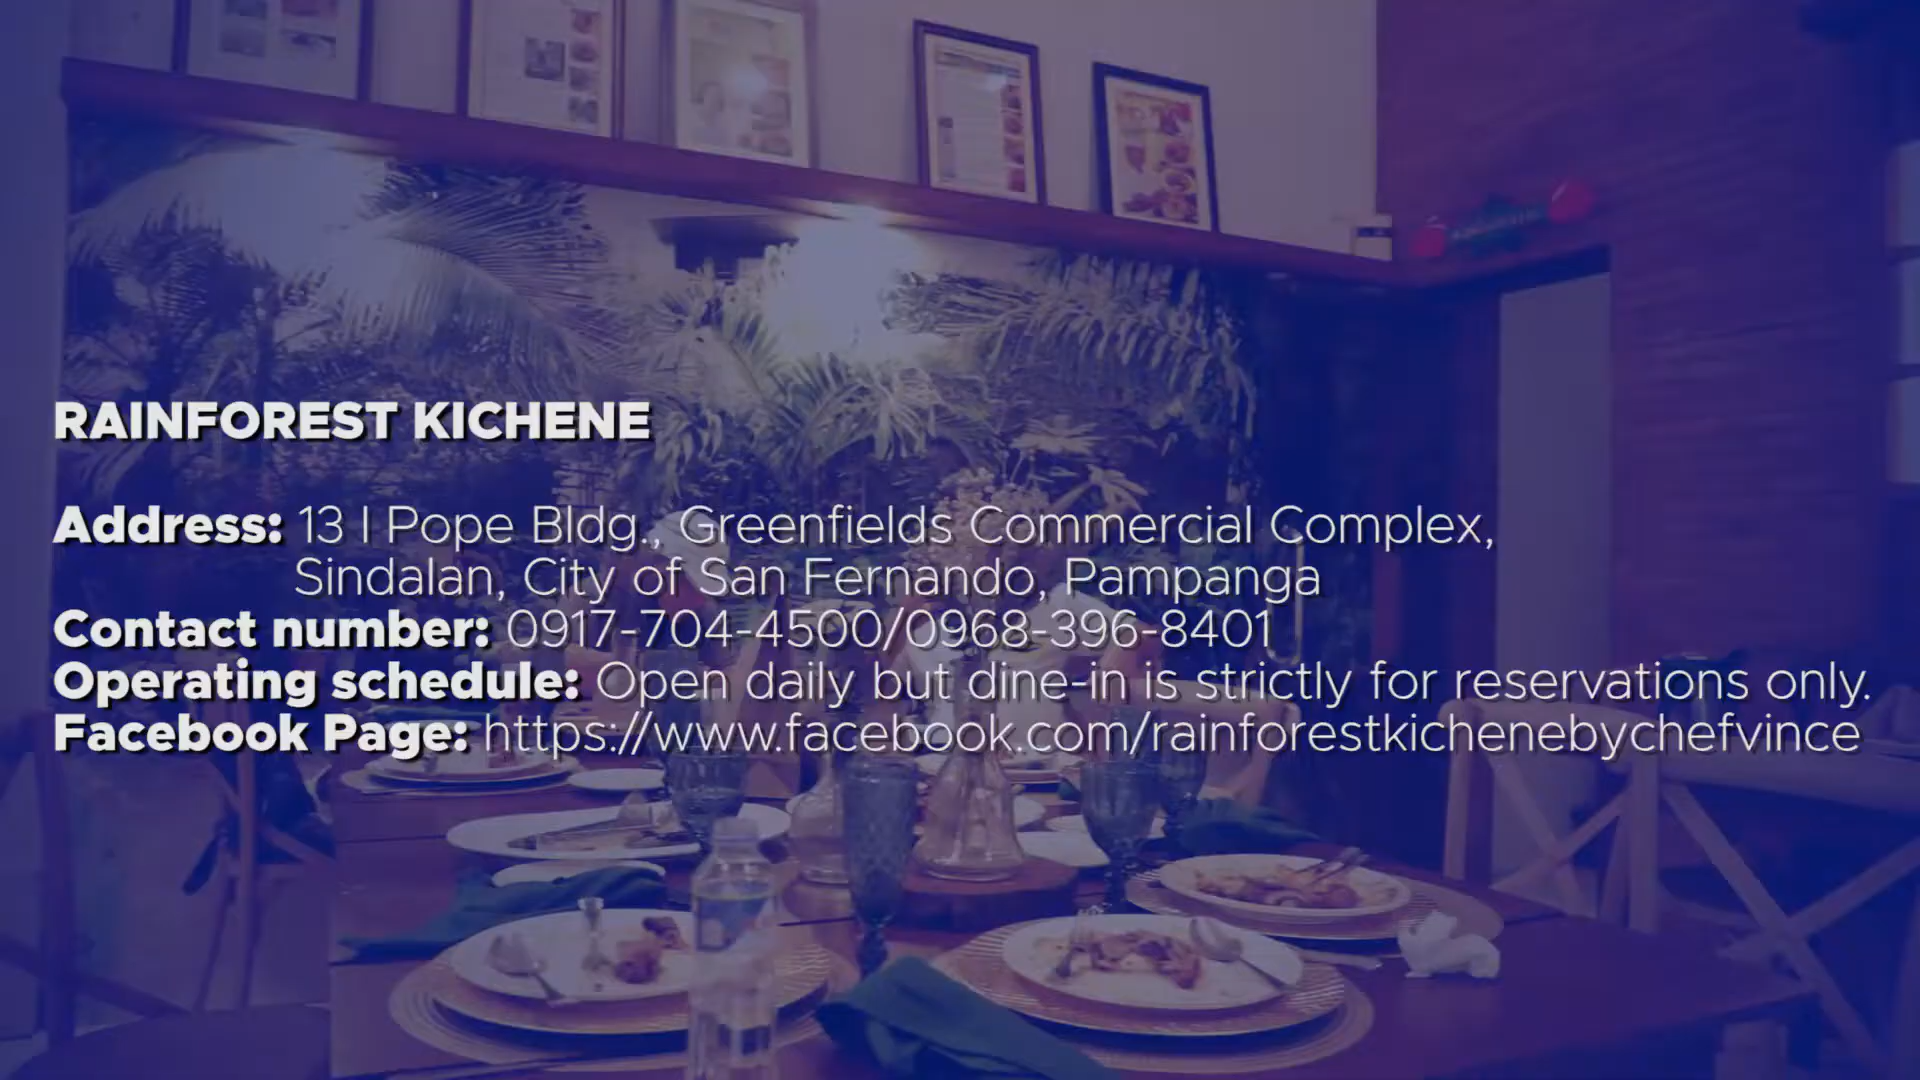 RAINFOREST KICHENE
Address: 13 I Pope Bldg., Greenfields Commercial Complex,
Sindalan, City of San Fernando, Pampanga
Contact number: 0917-704-4500/0968-396-8401
Operating schedule: Open daily but dine-in is strictly for reservations only.
Facebook Page: https://www.facebook.com/rainforestkichenebychefvince